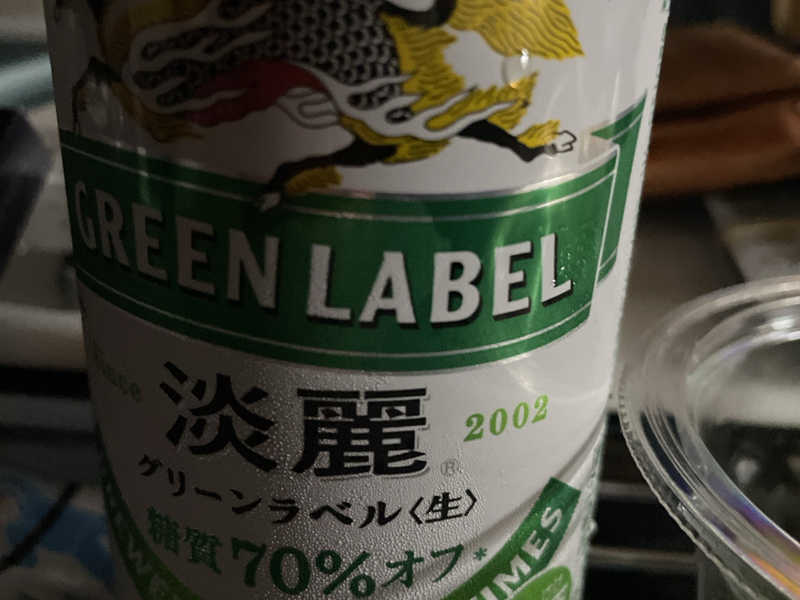 GREEN LABEL
since 2002
淡麗®
グリーンラベル〈生〉
糖質70%オフ*